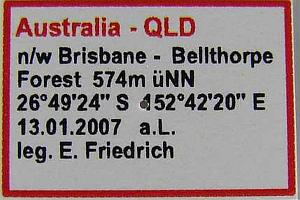 Australia - QLD
n/w Brisbane - Bellthorpe
Forest 574m üNN
26°49'24" S 152°42'20" E
13.01.2007 a.L.
leg. E. Friedrich